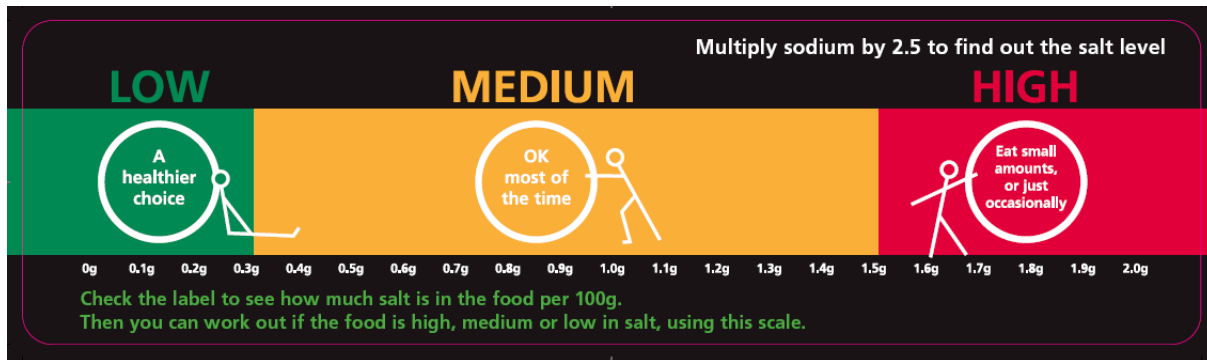 Multiply sodium by 2.5 to find out the salt level
LOW
MEDIUM
HIGH
A
healthier
choice
OK
most of
the time
Eat small
amounts,
or just
occasionally
0g 0.1g 0.2g 0.3g 0.4g 0.5g 0.6g 0.7g 0.8g 0.9g 1.0g 1.1g 1.2g 1.3g 1.4g 1.5g 1.6g 1.7g 1.8g 1.9g 2.0g
Check the label to see how much salt is in the food per 100g.
Then you can work out if the food is high, medium or low in salt, using this scale.